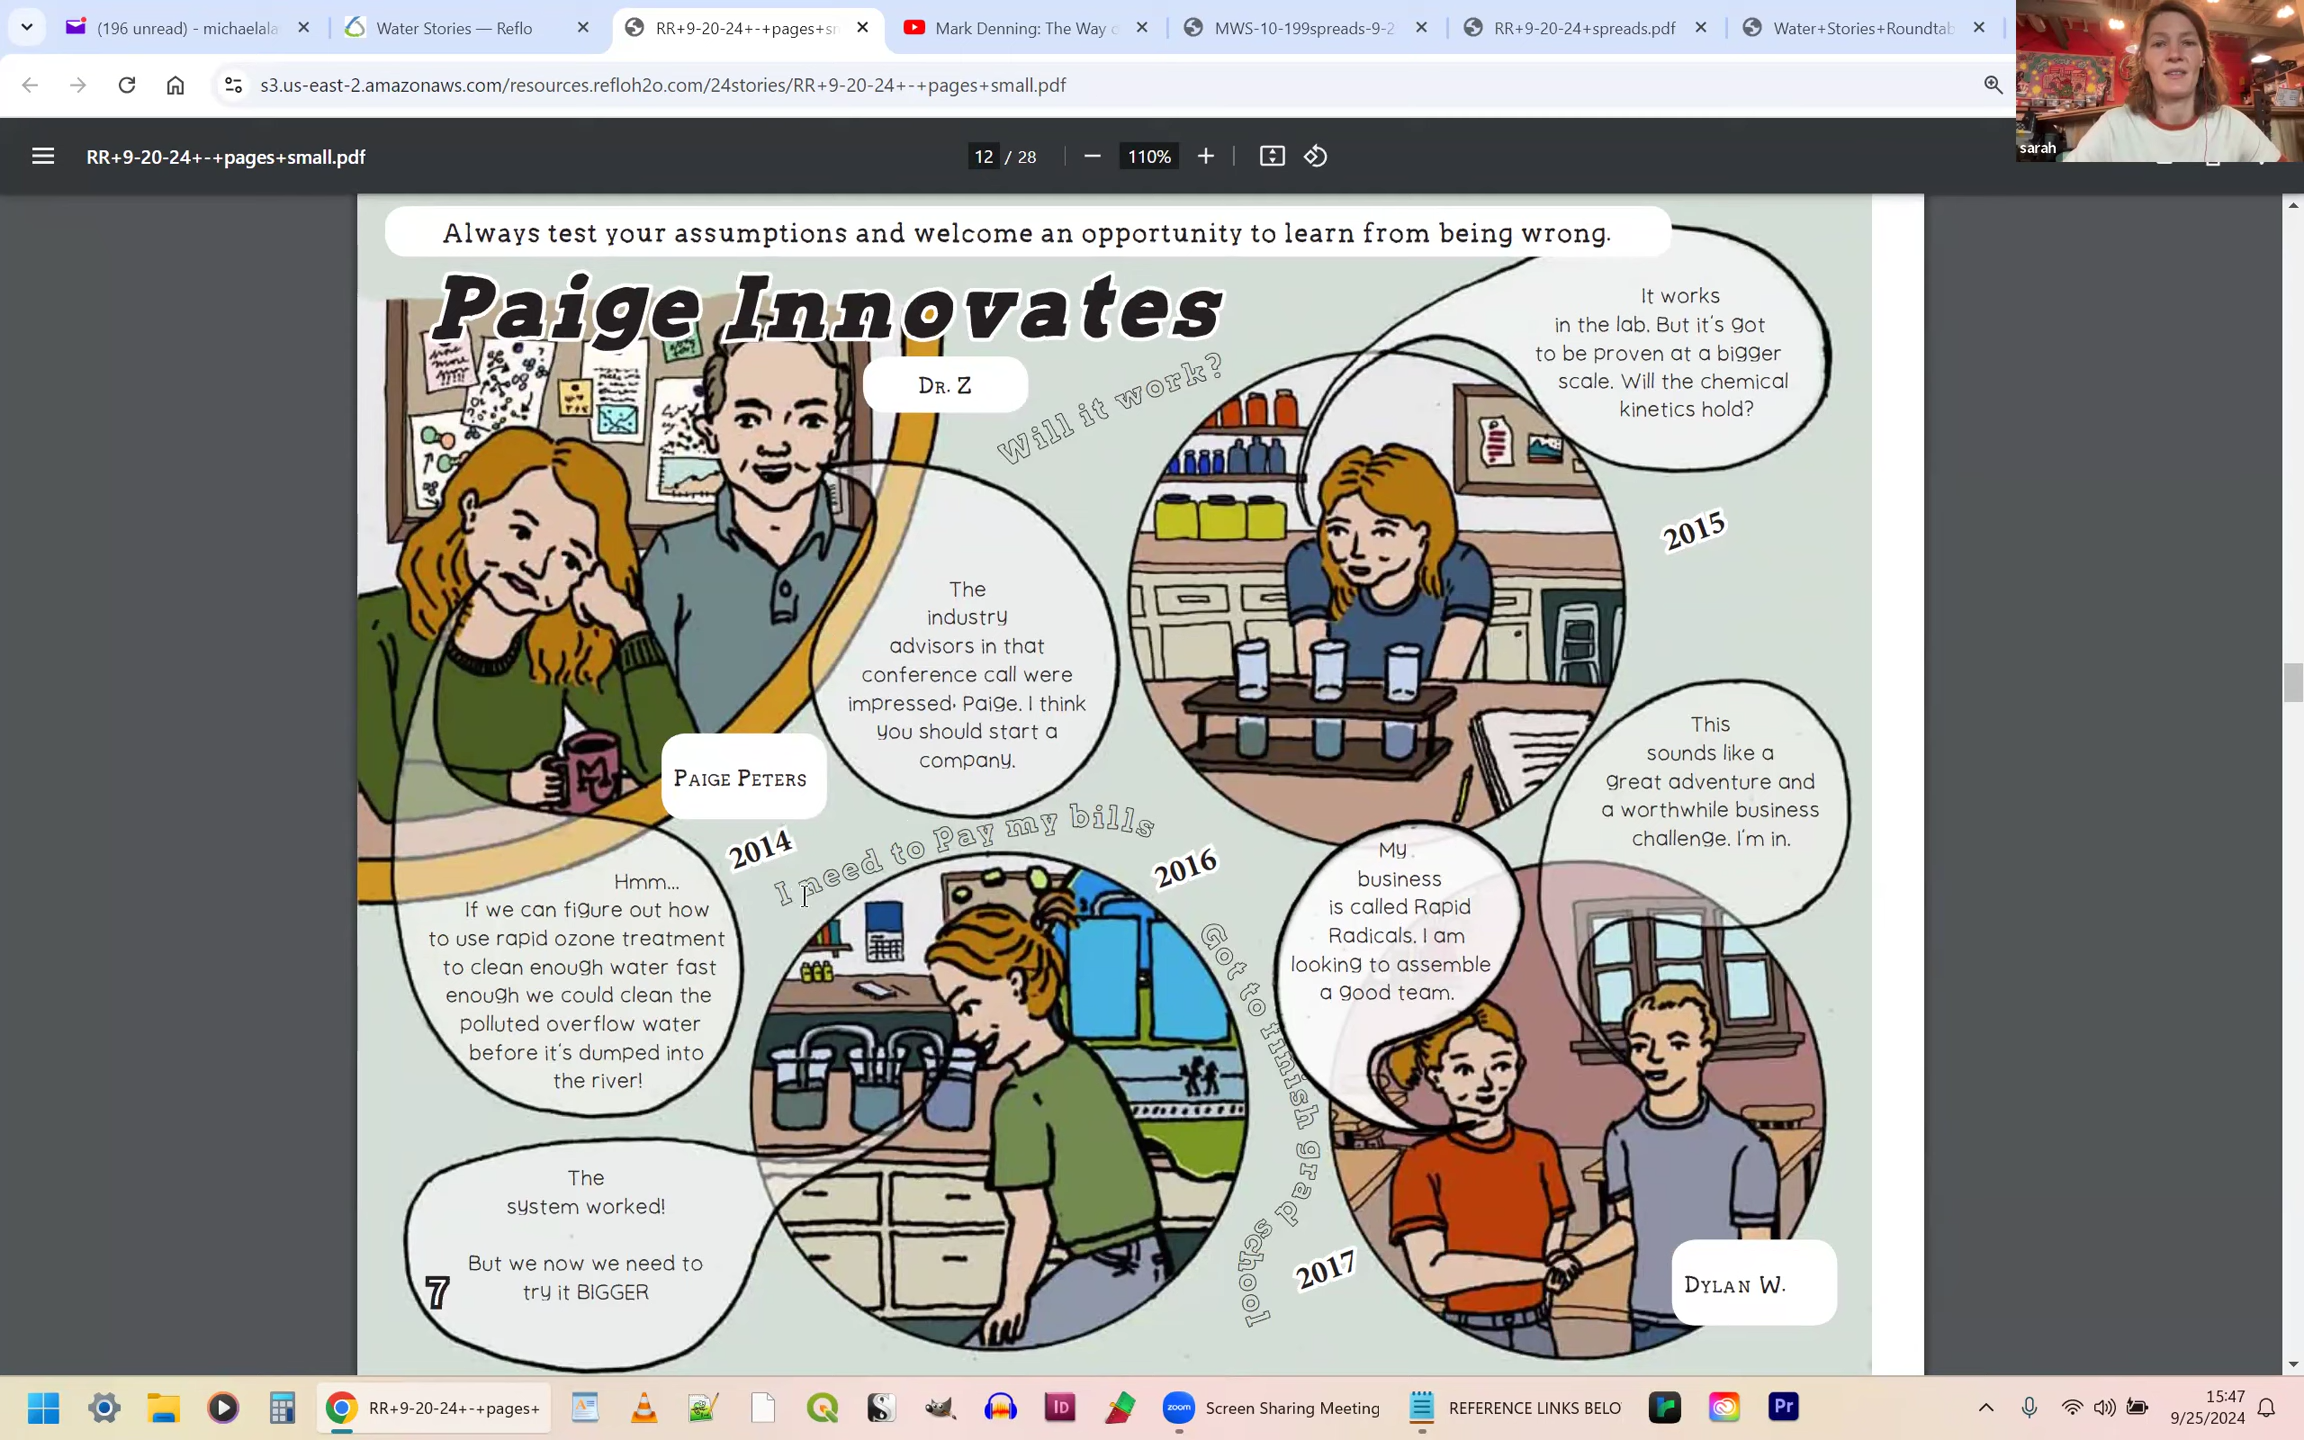 (196 unread) - michaelala
Water Stories — Reflo
RR+9-20-24+-+pages+sm
Mark Denning: The Way o
MWS-10-199spreads-9-2
RR+9-20-24+spreads.pdf
Water+Stories+Roundtab
s3.us-east-2.amazonaws.com/resources.refloh2o.com/24stories/RR+9-20-24+-+pages+small.pdf
sarah
RR+9-20-24+-+pages+small.pdf
12 / 28
110%
Always test your assumptions and welcome an opportunity to learn from being wrong.
Paige Innovates
Dr. Z
Will it work?
It works
in the lab. But it's got
to be proven at a bigger
scale. Will the chemical
kinetics hold?
2015
The
industry
advisors in that
conference call were
impressed, Paige. I think
you should start a
company.
Paige Peters
2014
Hmm...
If we can figure out how
to use rapid ozone treatment
to clean enough water fast
enough we could clean the
polluted overflow water
before it's dumped into
the river!
I need to Pay my bills
2016
The
system worked!
But we now we need to
try it BIGGER
7
Got to finish grad school
2017
My
business
is called Rapid
Radicals. I am
looking to assemble
a good team.
This
sounds like a
great adventure and
a worthwhile business
challenge. I'm in.
Dylan W.
RR+9-20-24+-+pages+
Screen Sharing Meeting
REFERENCE LINKS BELO
15:47
9/25/2024